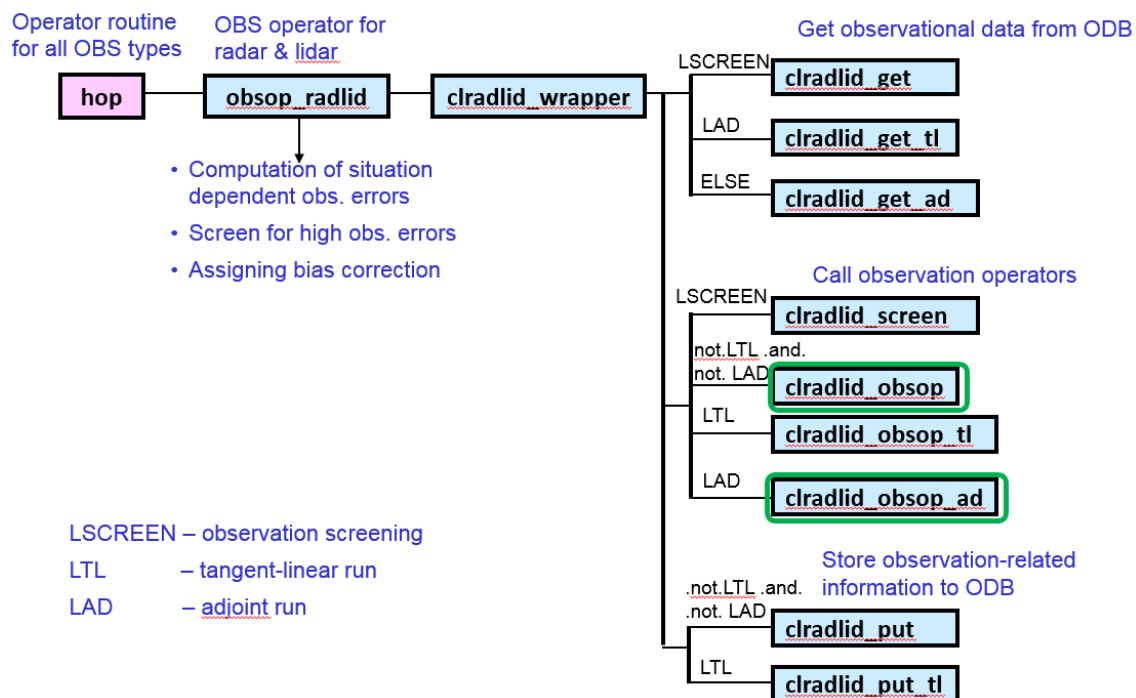 Operator routine
for all OBS types
OBS operator for
radar & lidar
Get observational data from ODB
hop
obsop_radlid
clradlid_wrapper
LSCREEN
clradlid_get
LAD
clradlid_get_tl
ELSE
clradlid_get_ad
• Computation of situation
dependent obs. errors
• Screen for high obs. errors
• Assigning bias correction
Call observation operators
LSCREEN
clradlid_screen
not.LTL .and.
not. LAD
clradlid_obsop
LTL
clradlid_obsop_tl
LAD
clradlid_obsop_ad
LSCREEN – observation screening
LTL – tangent-linear run
LAD – adjoint run
Store observation-related
information to ODB
.not.LTL .and.
.not. LAD
clradlid_put
LTL
clradlid_put_tl